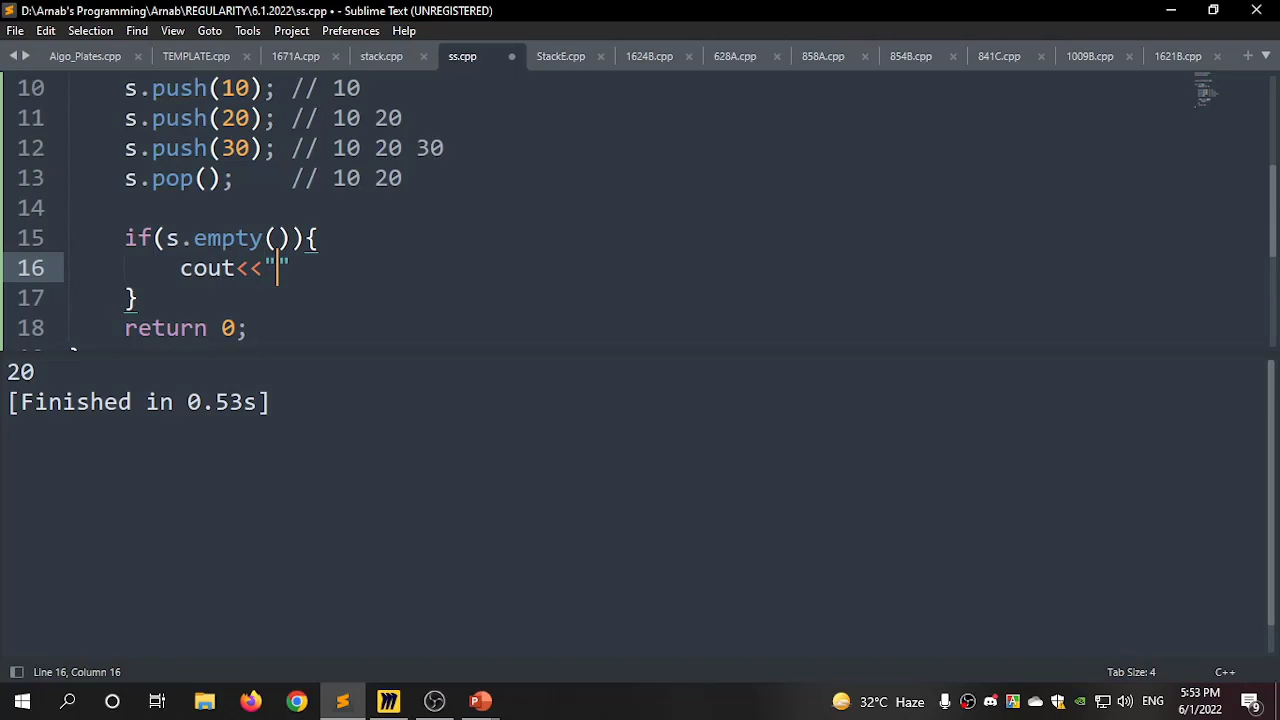 D:\Arnab's Programming\Arnab\REGULARITY\6.1.2022\ss.cpp • - Sublime Text (UNREGISTERED)
File Edit Selection Find View Goto Tools Project Preferences Help
Algo_Plates.cpp TEMPLATE.cpp 1671A.cpp stack.cpp ss.cpp StackE.cpp 1624B.cpp 628A.cpp 858A.cpp 854B.cpp 841C.cpp 1009B.cpp 1621B.cpp
10 s.push(10); // 10
11 s.push(20); // 10 20
12 s.push(30); // 10 20 30
13 s.pop(); // 10 20
14
15 if(s.empty()){
16 cout<<""
17 }
18 return 0;
20
[Finished in 0.53s]
Line 16, Column 16 Tab Size: 4 C++
32°C Haze ENG 5:53 PM
6/1/2022 9